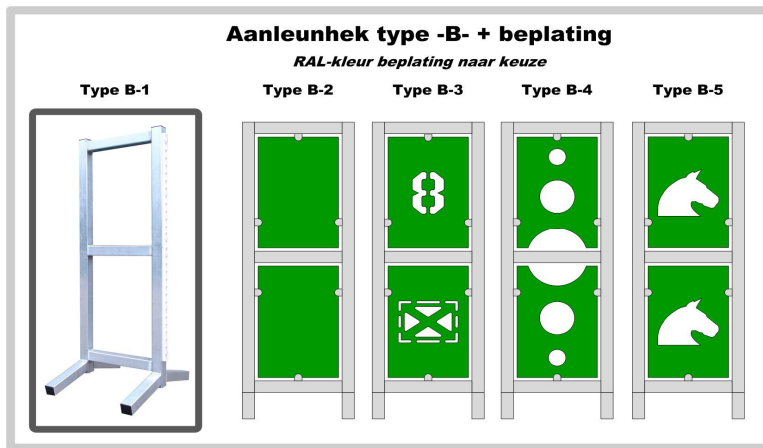 Aanleunhek type -B- + beplating
RAL-kleur beplating naar keuze
Type B-1 Type B-2 Type B-3 Type B-4 Type B-5
8